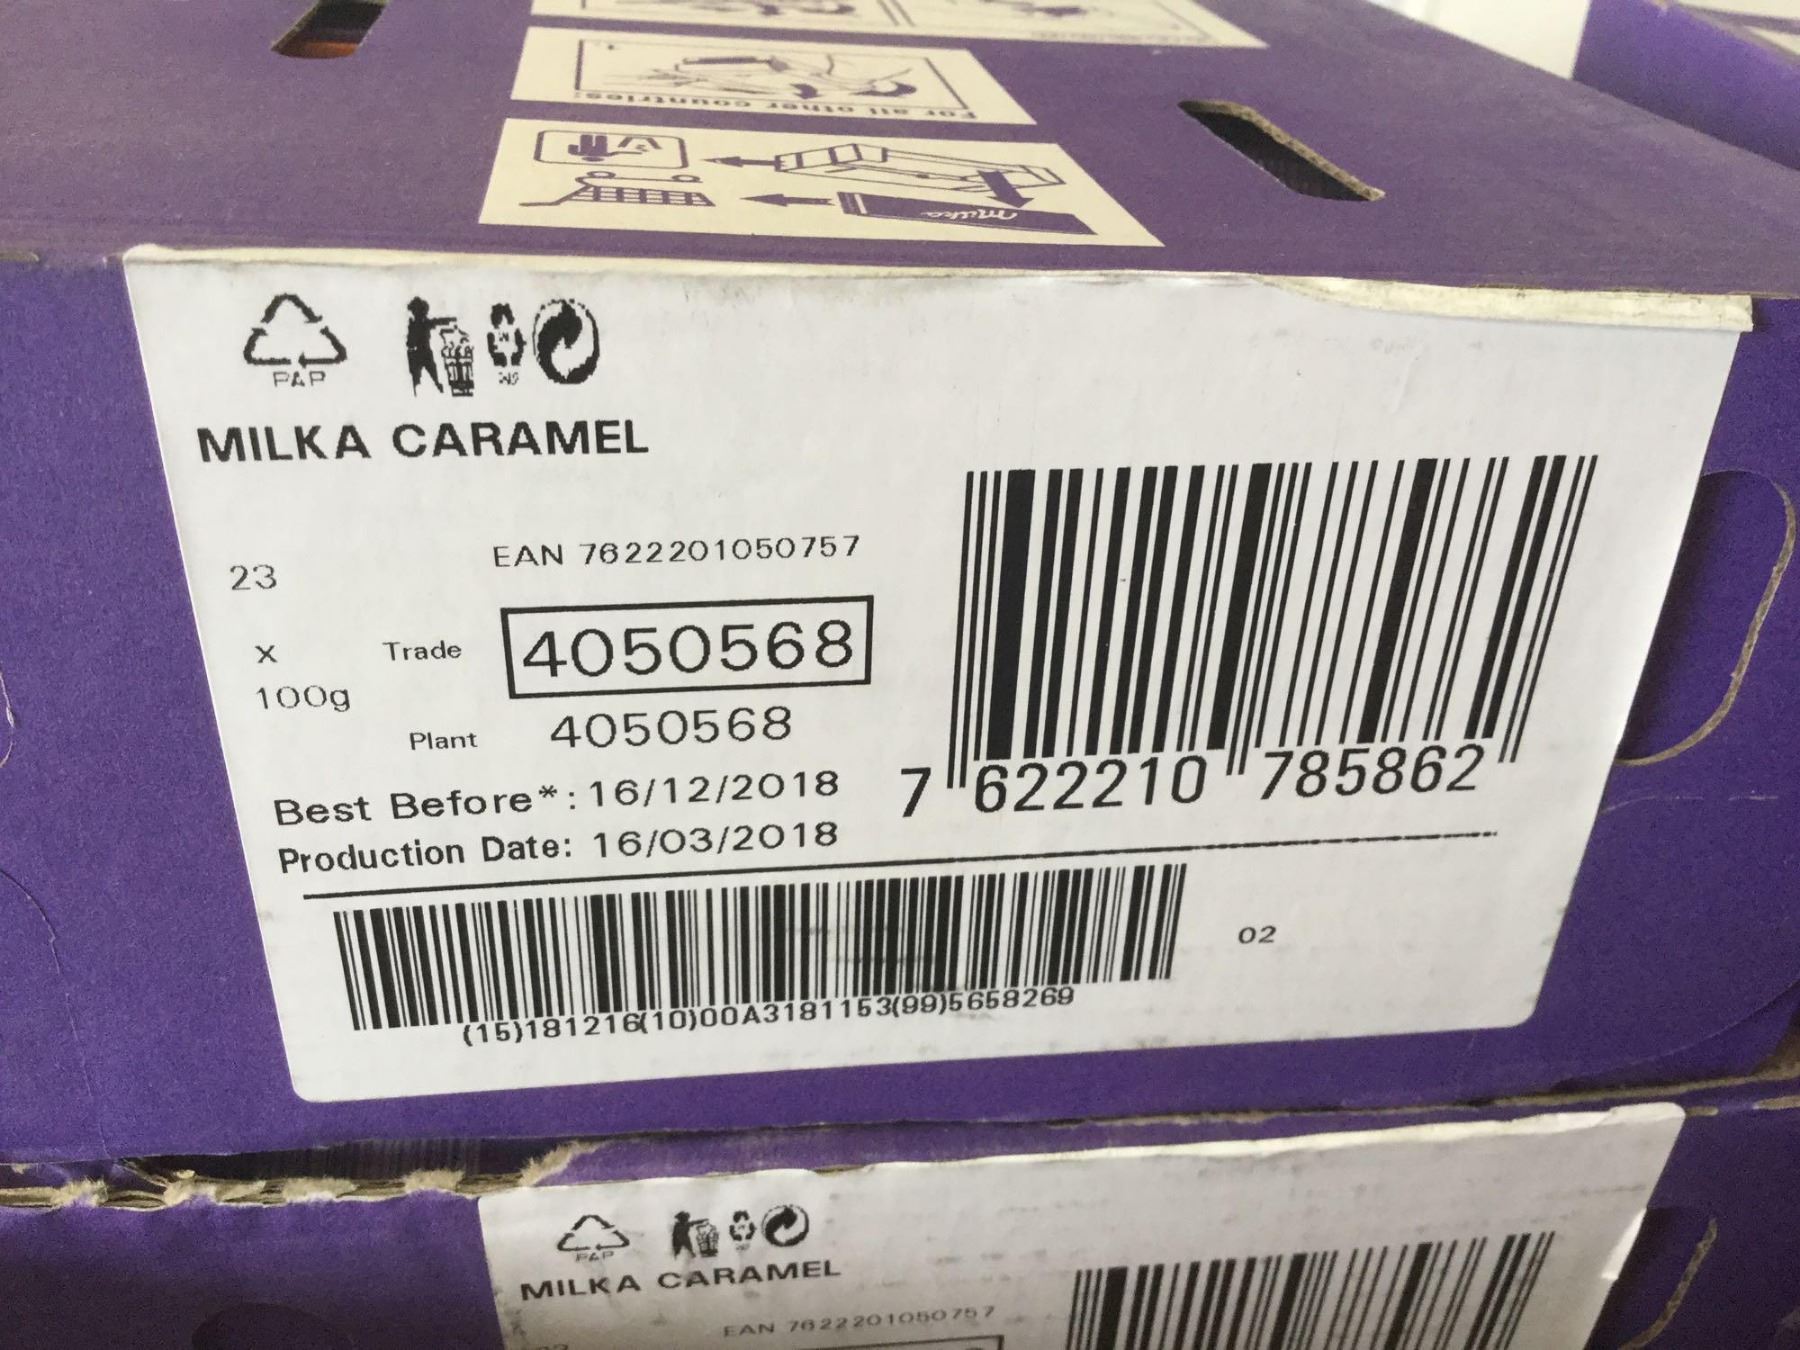 For all other countries:
milka
PAP
MILKA CARAMEL
EAN 7622201050757
23
x
100g
Trade 4050568
Plant 4050568
Best Before*: 16/12/2018
Production Date: 16/03/2018
7 622210 785862
(15)181216(10)00A3181153(99)5658269
02
PAP
MILKA CARAMEL
EAN 7622201050757